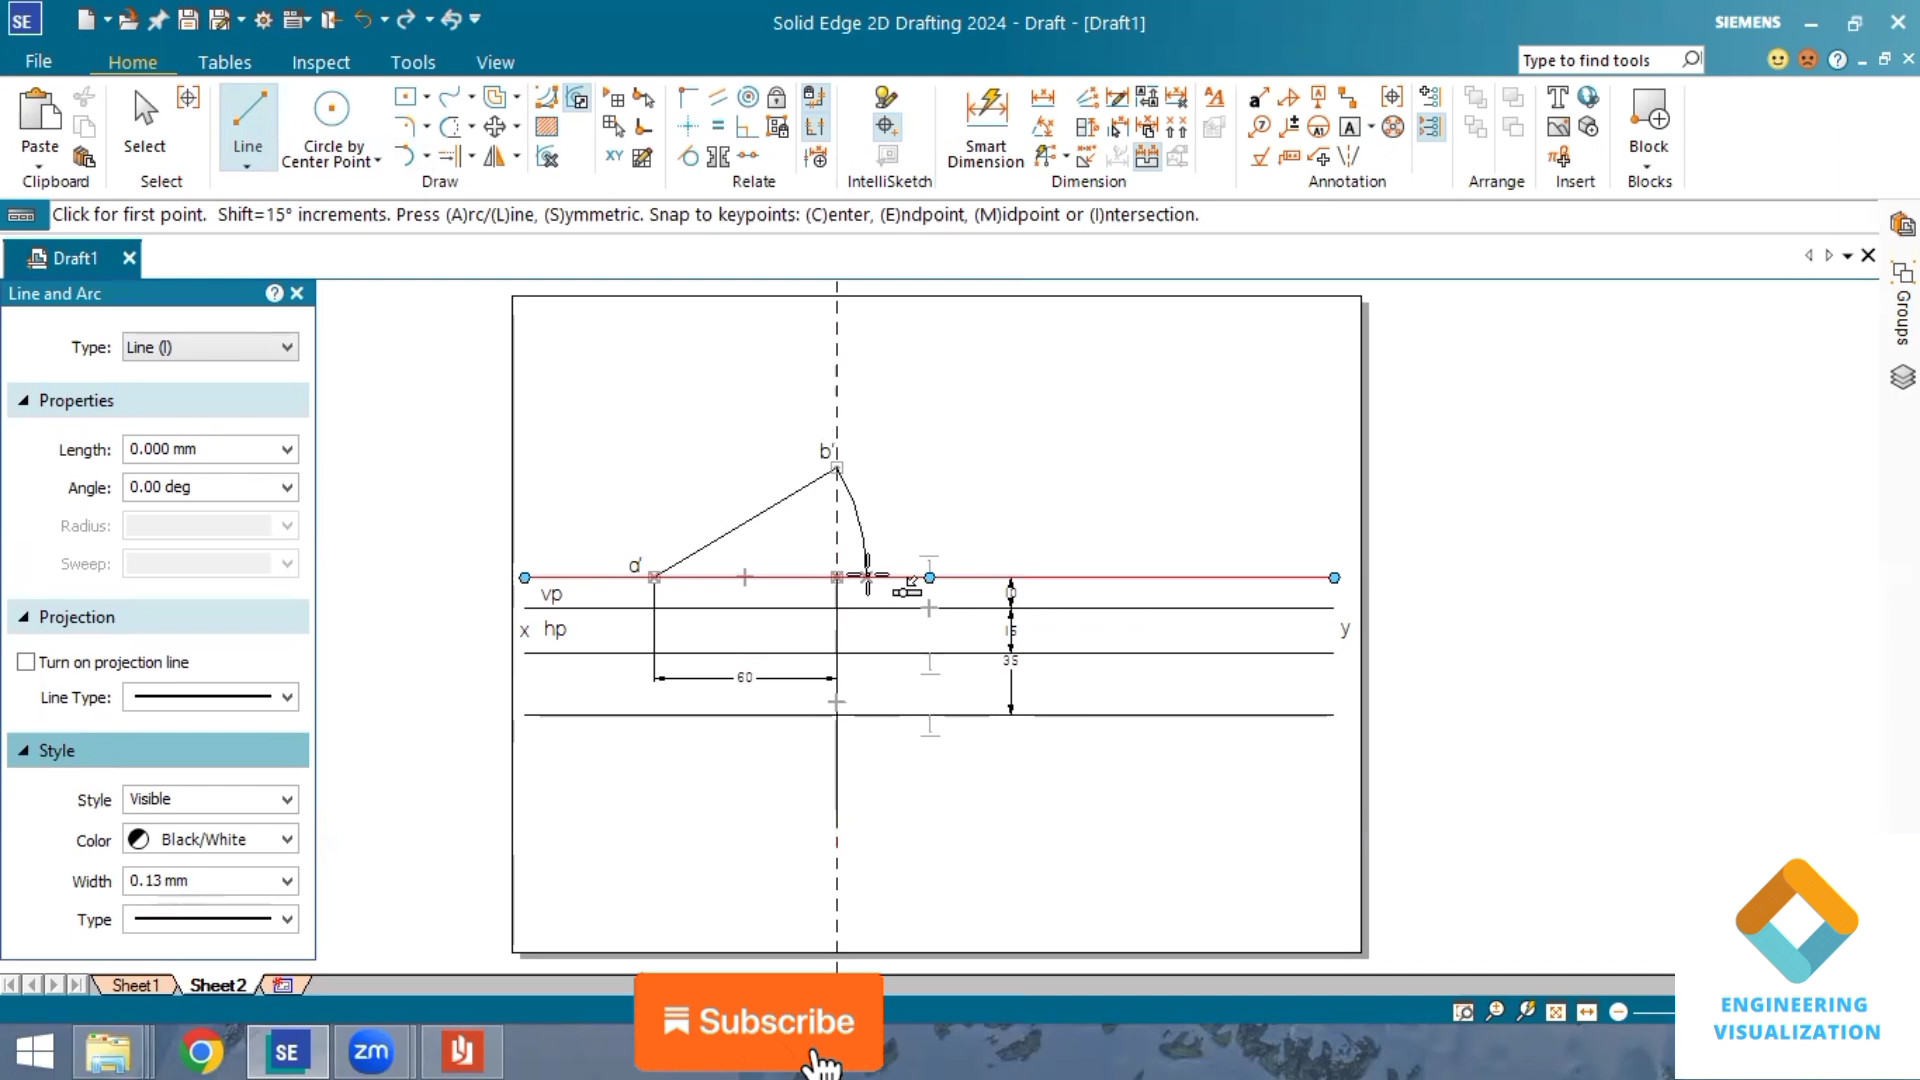 SE
Solid Edge 2D Drafting 2024 - Draft - [Draft1]
SIEMENS
File
Home
Tables
Inspect
Tools
View
Type to find tools
Paste
Select
Line
Circle by
Center Point
XY
Smart
Dimension
Block
Clipboard
Select
Draw
Relate
IntelliSketch
Dimension
Annotation
Arrange
Insert
Blocks
Click for first point. Shift=15° increments. Press (A)rc/(L)ine, (S)ymmetric. Snap to keypoints: (C)enter, (E)ndpoint, (M)idpoint or (I)ntersection.
Draft1
Groups
Line and Arc
Type: Line (l)
Properties
Length: 0.000 mm
Angle: 0.00 deg
Radius:
Sweep:
Projection
Turn on projection line
Line Type:
Style
Style Visible
Color Black/White
Width 0.13 mm
Type
b'
a'
vp
x hp
y
15
35
60
Sheet1
Sheet2
Subscribe
SE
zm
ENGINEERING
VISUALIZATION